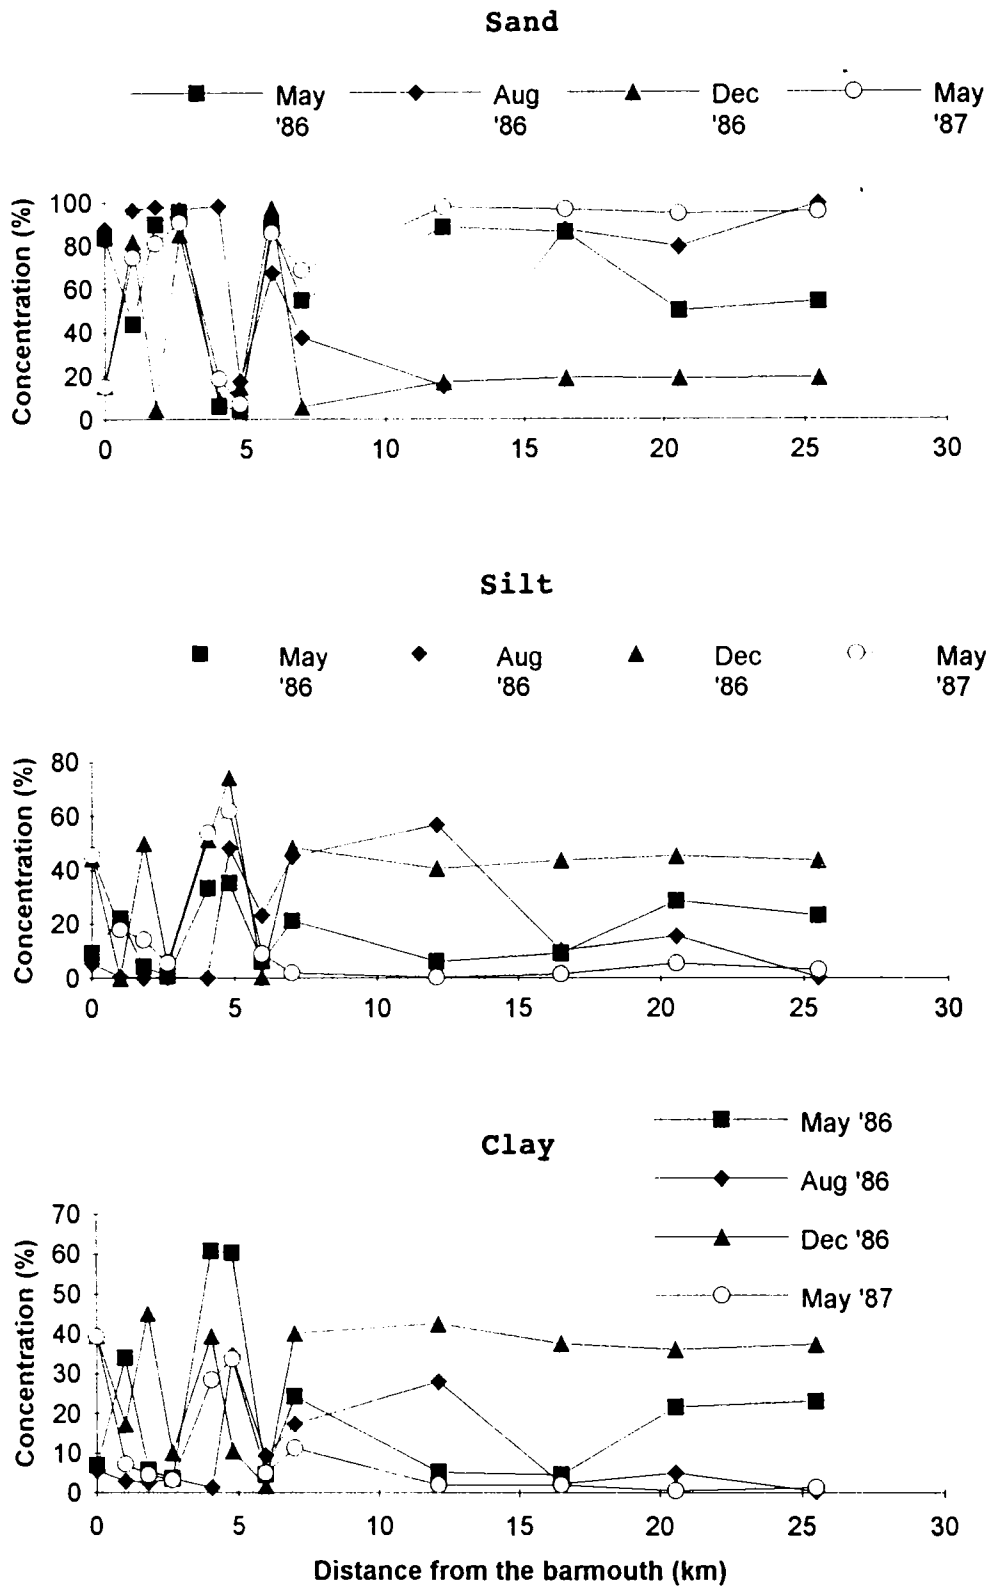 Sand
May '86 Aug '86 Dec '86 May '87
Concentration (%)
100
80
60
40
20
0
0 5 10 15 20 25 30
Silt
May '86 Aug '86 Dec '86 May '87
Concentration (%)
80
60
40
20
0
0 5 10 15 20 25 30
Clay
May '86
Aug '86
Dec '86
May '87
Concentration (%)
70
60
50
40
30
20
10
0
0 5 10 15 20 25 30
Distance from the barmouth (km)